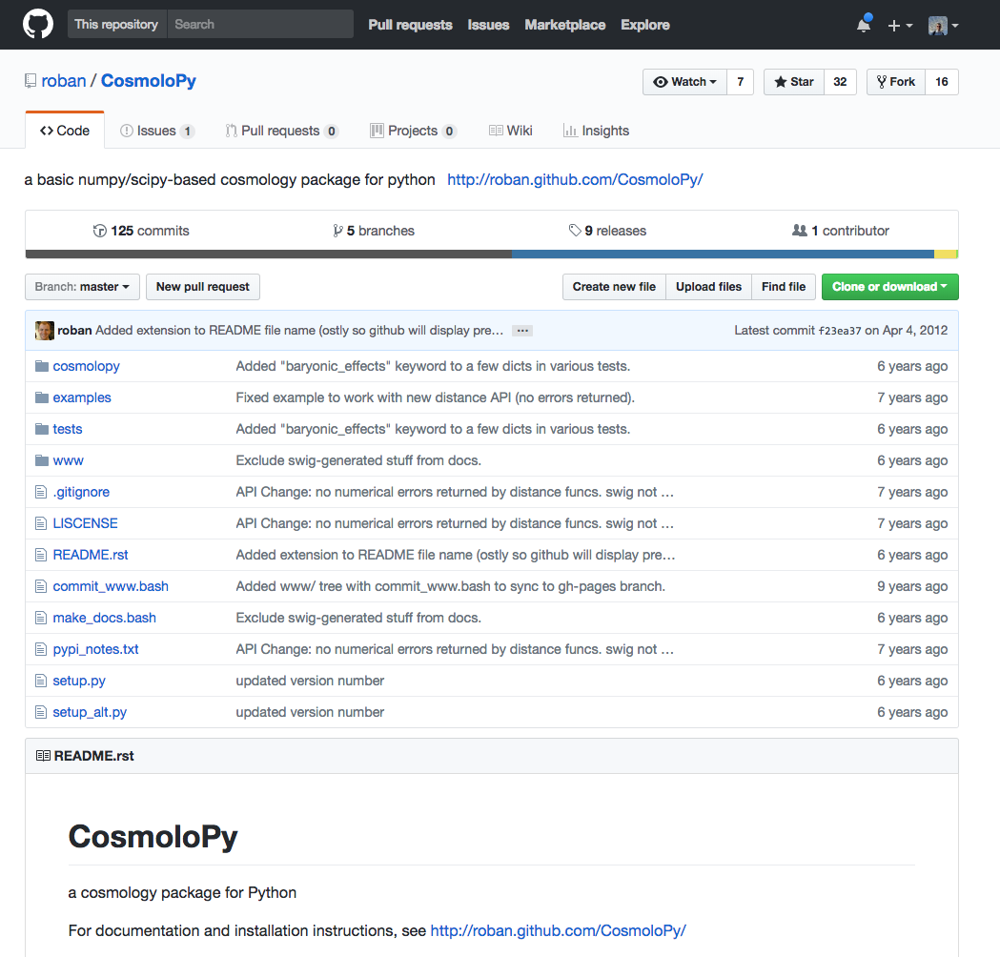 This repository Search Pull requests Issues Marketplace Explore
roban / CosmoloPy Watch 7 Star 32 Fork 16
Code Issues 1 Pull requests 0 Projects 0 Wiki Insights
a basic numpy/scipy-based cosmology package for python http://roban.github.com/CosmoloPy/
125 commits 5 branches 9 releases 1 contributor
Branch: master New pull request Create new file Upload files Find file Clone or download
roban Added extension to README file name (ostly so github will display pre… ... Latest commit f23ea37 on Apr 4, 2012
cosmolopy Added "baryonic_effects" keyword to a few dicts in various tests. 6 years ago
examples Fixed example to work with new distance API (no errors returned). 7 years ago
tests Added "baryonic_effects" keyword to a few dicts in various tests. 6 years ago
www Exclude swig-generated stuff from docs. 6 years ago
.gitignore API Change: no numerical errors returned by distance funcs. swig not … 7 years ago
LISCENSE API Change: no numerical errors returned by distance funcs. swig not … 7 years ago
README.rst Added extension to README file name (ostly so github will display pre… 6 years ago
commit_www.bash Added www/ tree with commit_www.bash to sync to gh-pages branch. 9 years ago
make_docs.bash Exclude swig-generated stuff from docs. 6 years ago
pypi_notes.txt API Change: no numerical errors returned by distance funcs. swig not … 7 years ago
setup.py updated version number 6 years ago
setup_alt.py updated version number 6 years ago
README.rst
CosmoloPy
a cosmology package for Python
For documentation and installation instructions, see http://roban.github.com/CosmoloPy/